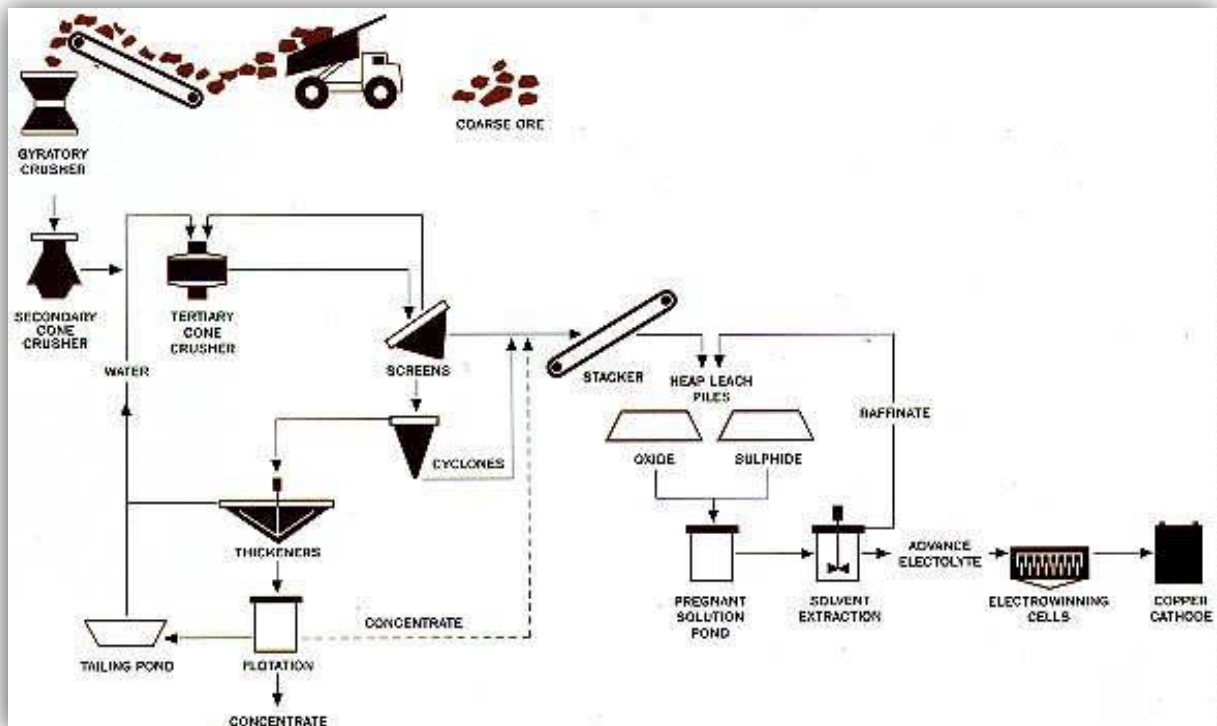 COARSE ORE
GYRATORY
CRUSHER
SECONDARY
CONE
CRUSHER
TERTIARY
CONE
CRUSHER
WATER
SCREENS
STACKER
HEAP LEACH
PILES
RAFFINATE
OXIDE
SULPHIDE
CYCLONES
THICKENERS
ADVANCE
ELECTOLYTE
PREGNANT
SOLUTION
POND
SOLVENT
EXTRACTION
ELECTROWINNING
CELLS
COPPER
CATHODE
CONCENTRATE
TAILING POND
FLOTATION
CONCENTRATE